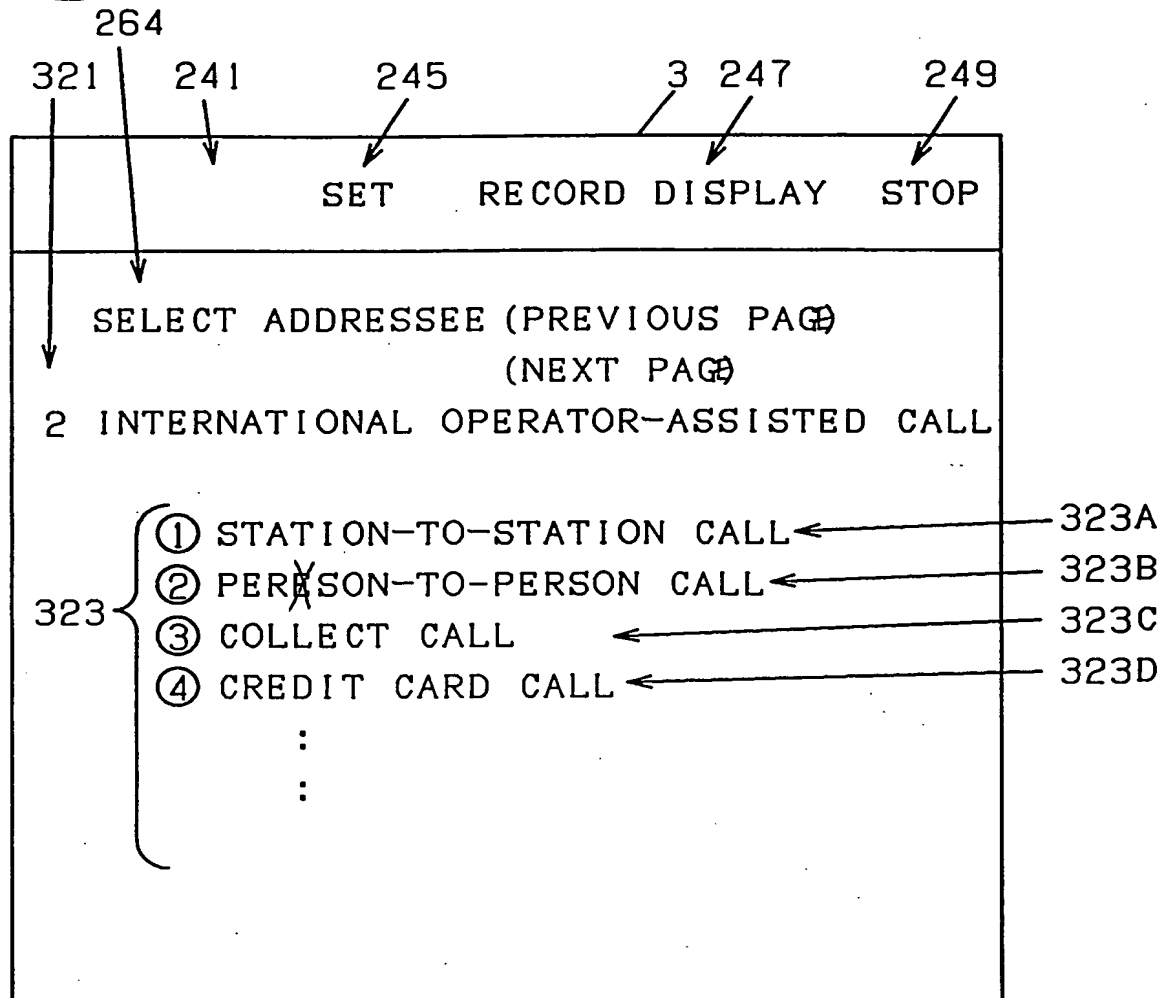 264
321 241 245 3 247 249
SET RECORD DISPLAY STOP
SELECT ADDRESSEE (PREVIOUS PAGE)
(NEXT PAGE)
2 INTERNATIONAL OPERATOR-ASSISTED CALL
① STATION-TO-STATION CALL 323A
② PERSON-TO-PERSON CALL 323B
323
③ COLLECT CALL 323C
④ CREDIT CARD CALL 323D
:
: